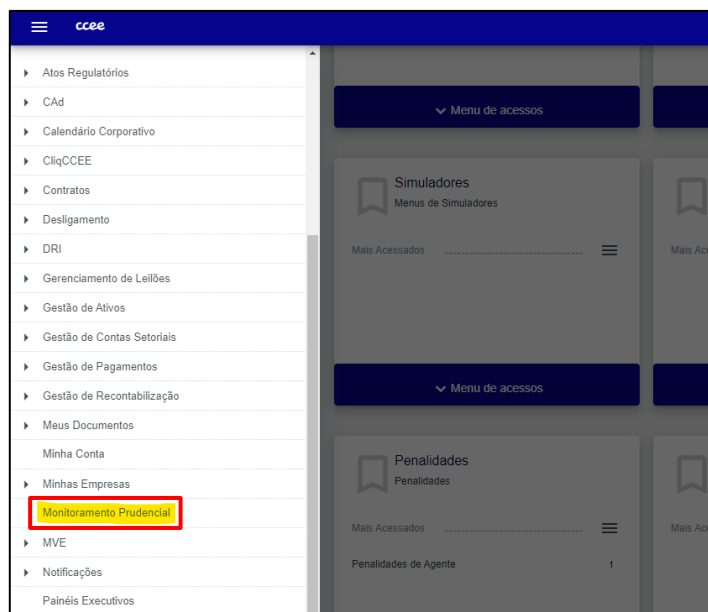 ccee
Atos Regulatórios
CAd
Calendário Corporativo
CliqCCEE
Contratos
Desligamento
DRI
Gerenciamento de Leilões
Gestão de Ativos
Gestão de Contas Setoriais
Gestão de Pagamentos
Gestão de Recontabilização
Meus Documentos
Minha Conta
Minhas Empresas
Monitoramento Prudencial
MVE
Notificações
Painéis Executivos
Menu de acessos
Simuladores
Menus de Simuladores
Mais Acessados
Mais Ac
Menu de acessos
Penalidades
Penalidades
Mais Acessados
Mais Ac
Penalidades de Agente 1